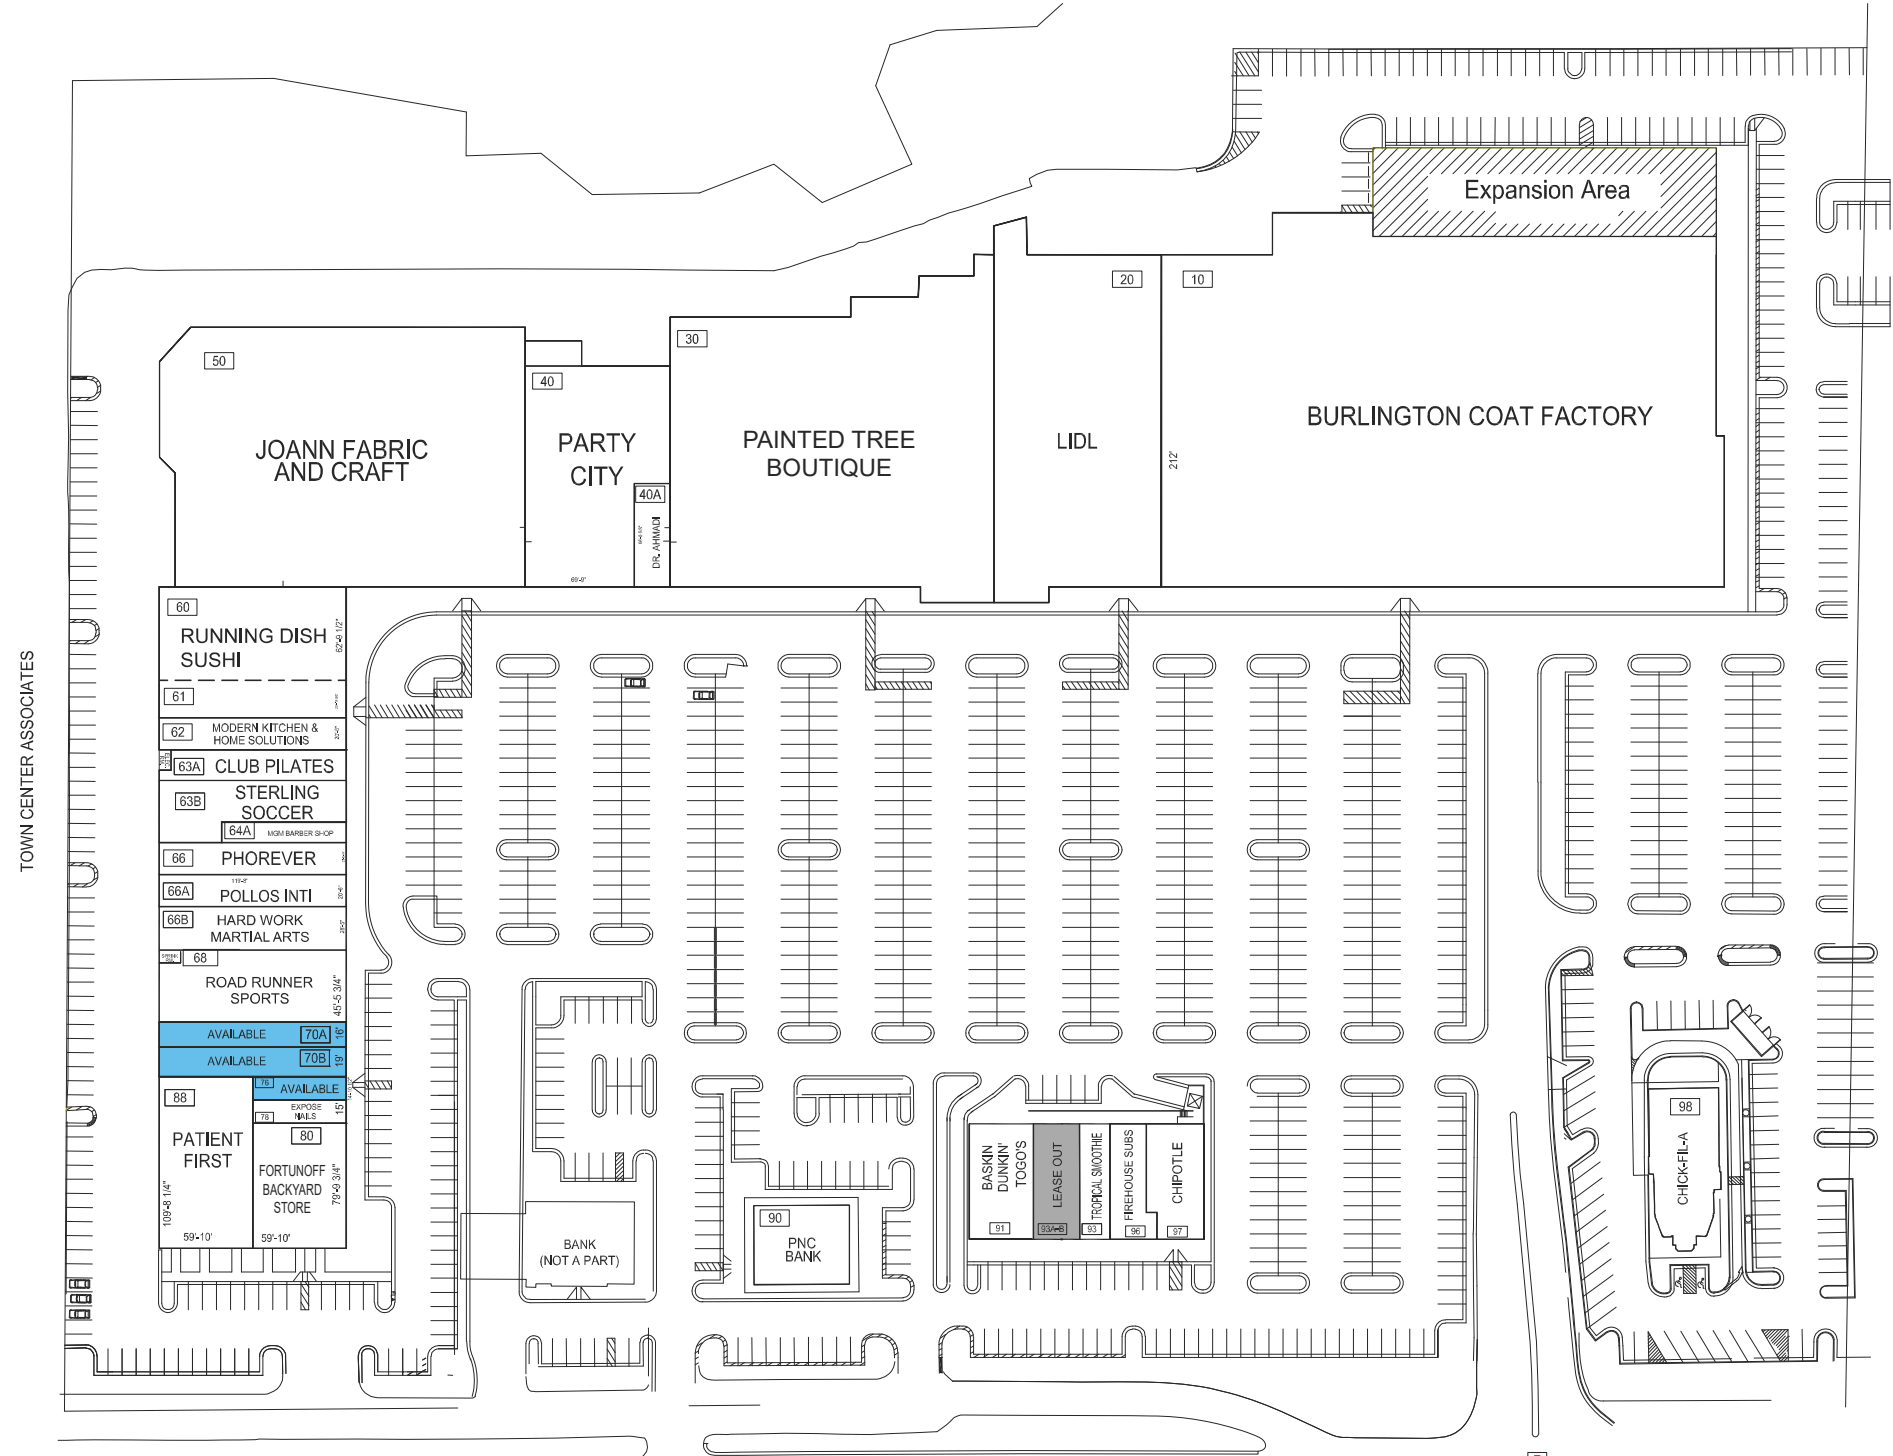 Expansion Area
20
10
30
50
40
BURLINGTON COAT FACTORY
PARTY
CITY
PAINTED TREE
BOUTIQUE
LIDL
JOANN FABRIC
AND CRAFT
212'
40A
DR. AHMADI
60
RUNNING DISH
SUSHI
62'-9 1/2"
61
TOWN CENTER ASSOCIATES
62
MODERN KITCHEN &
HOME SOLUTIONS
63A
CLUB PILATES
63B
STERLING
SOCCER
64A
MGM BARBER SHOP
66
PHOREVER
66A
POLLOS INTI
66B
HARD WORK
MARTIAL ARTS
68
ROAD RUNNER
SPORTS
45'-5 3/4"
AVAILABLE
70A
16'
AVAILABLE
70B
19'
76
AVAILABLE
88
EXPOSE
NAILS
78
15'
80
PATIENT
FIRST
FORTUNOFF
BACKYARD
STORE
109'-8 1/4"
79'-9 3/4"
59'-10'
59'-10'
BANK
(NOT A PART)
90
PNC
BANK
BASKIN
DUNKIN'
TOGO'S
91
LEASE OUT
93A-B
TROPICAL SMOOTHIE
93
FIREHOUSE SUBS
96
CHIPOTLE
97
98
CHICK-FIL-A